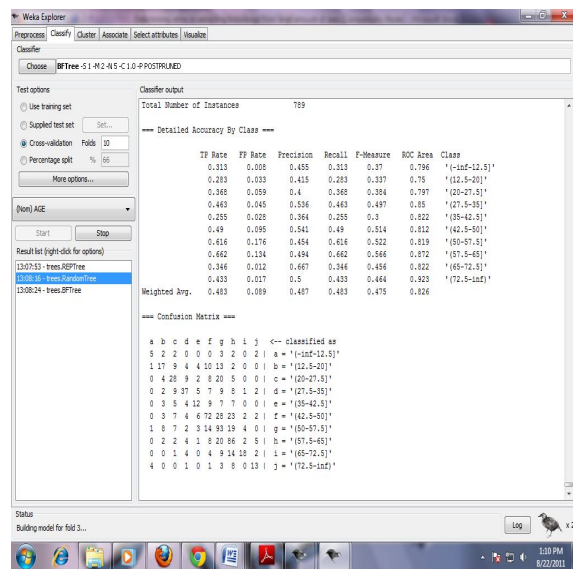 Weka Explorer
Preprocess Classify Cluster Associate Select attributes Visualize
Classifier
Choose BFTree -S 1 -M 2 -N 5 -C 1.0 -P POSTPRUNED
Test options
Use training set
Supplied test set Set...
Cross-validation Folds 10
Percentage split % 66
More options...
(Nom) AGE
Start Stop
Result list (right-click for options)
13:07:53 - trees.REPTree
13:08:16 - trees.RandomTree
13:08:24 - trees.BFTree
Classifier output
Total Number of Instances 789
=== Detailed Accuracy By Class ===
TP Rate FP Rate Precision Recall F-Measure ROC Area Class
0.313 0.008 0.455 0.313 0.37 0.796 '(-inf-12.5]'
0.283 0.033 0.415 0.283 0.337 0.75 '(12.5-20]'
0.368 0.059 0.4 0.368 0.384 0.797 '(20-27.5]'
0.463 0.045 0.536 0.463 0.497 0.85 '(27.5-35]'
0.255 0.028 0.364 0.255 0.3 0.822 '(35-42.5]'
0.49 0.095 0.541 0.49 0.514 0.812 '(42.5-50]'
0.616 0.176 0.454 0.616 0.522 0.819 '(50-57.5]'
0.662 0.134 0.494 0.662 0.566 0.872 '(57.5-65]'
0.346 0.012 0.667 0.346 0.456 0.822 '(65-72.5]'
0.433 0.017 0.5 0.433 0.464 0.923 '(72.5-inf)'
Weighted Avg. 0.483 0.089 0.487 0.483 0.475 0.826
=== Confusion Matrix ===
a b c d e f g h i j <-- classified as
5 2 2 0 0 0 3 2 0 2 | a = '(-inf-12.5]'
1 17 9 4 4 10 13 2 0 0 | b = '(12.5-20]'
0 4 28 9 2 8 20 5 0 0 | c = '(20-27.5]'
0 2 9 37 5 7 9 8 1 2 | d = '(27.5-35]'
0 3 5 4 12 9 7 7 0 0 | e = '(35-42.5]'
0 3 7 4 6 72 28 23 2 2 | f = '(42.5-50]'
1 8 7 2 3 14 93 19 4 0 | g = '(50-57.5]'
0 2 2 4 1 8 20 86 2 5 | h = '(57.5-65]'
0 0 1 4 0 4 9 14 18 2 | i = '(65-72.5]'
4 0 0 1 0 1 3 8 0 13 | j = '(72.5-inf)'
Status
Building model for fold 3...
Log
x 2
1:10 PM
8/22/2011